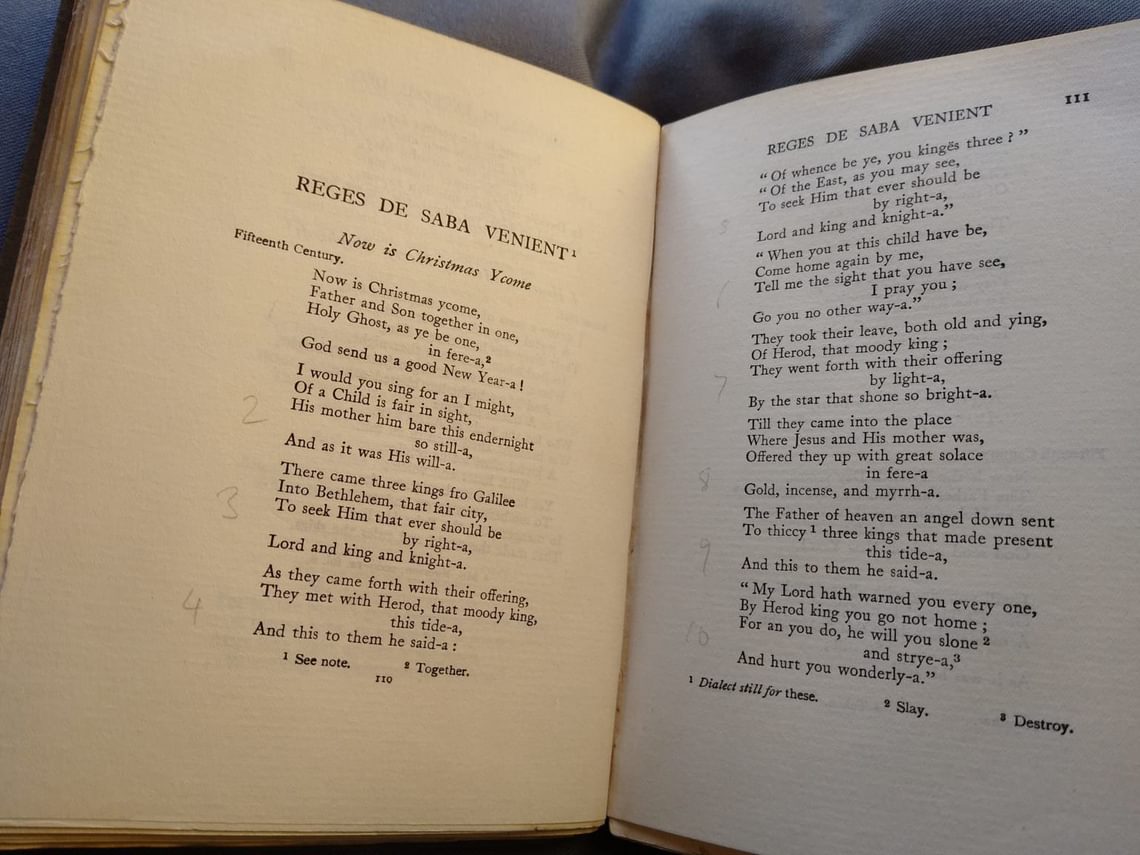 REGES DE SABA VENIENT¹
Now is Christmas Ycome
Fifteenth Century.
Now is Christmas ycome,
Father and Son together in one,
Holy Ghost, as ye be one,
in fere-a,²
God send us a good New Year-a !
2
I would you sing for an I might,
Of a Child is fair in sight,
His mother him bare this endernight
so still-a,
And as it was His will-a.
3
There came three kings fro Galilee
Into Bethlehem, that fair city,
To seek Him that ever should be
by right-a,
Lord and king and knight-a.
4
As they came forth with their offering,
They met with Herod, that moody king,
this tide-a,
And this to them he said-a :
¹ See note. ² Together.
110
REGES DE SABA VENIENT 111
5
“ Of whence be ye, you kingës three ? ”
“ Of the East, as you may see,
To seek Him that ever should be
by right-a,
Lord and king and knight-a.”
“ When you at this child have be,
Come home again by me,
Tell me the sight that you have see,
I pray you ;
Go you no other way-a.”
7
They took their leave, both old and ying,
Of Herod, that moody king ;
They went forth with their offering
by light-a,
By the star that shone so bright-a.
8
Till they came into the place
Where Jesus and His mother was,
Offered they up with great solace
in fere-a
Gold, incense, and myrrh-a.
9
The Father of heaven an angel down sent
To thiccy ¹ three kings that made present
this tide-a,
And this to them he said-a.
10
“ My Lord hath warned you every one,
By Herod king you go not home ;
For an you do, he will you slone ²
and strye-a,³
And hurt you wonderly-a.”
¹ Dialect still for these. ² Slay. ³ Destroy.